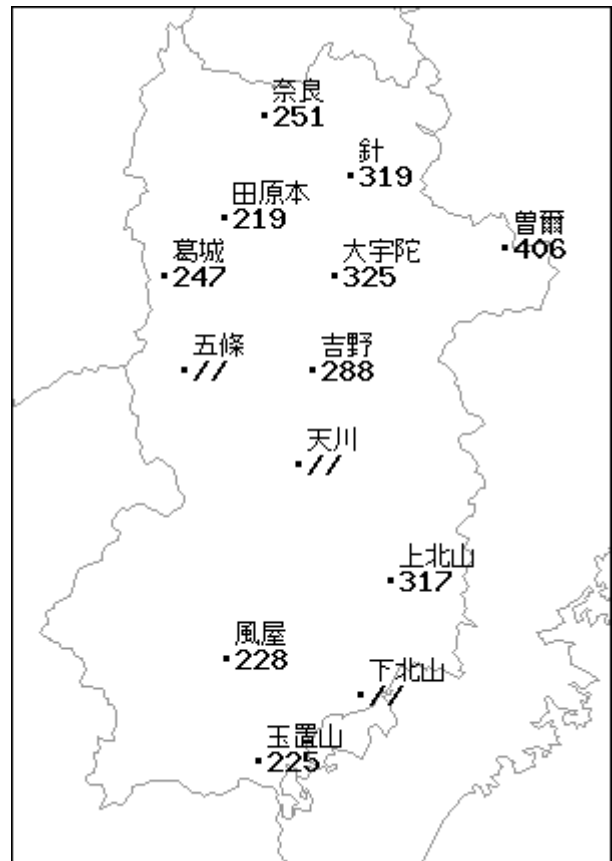 奈良
251
針
319
田原本
219
曽爾
406
葛城
247
大宇陀
325
五條
//
吉野
288
天川
//
上北山
317
風屋
228
下北山
//
玉置山
225